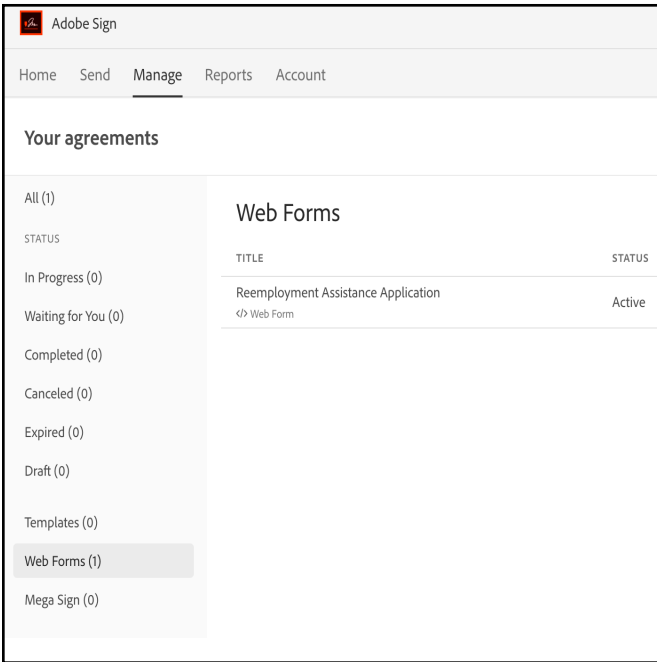 Adobe Sign
Home Send Manage Reports Account
Your agreements
All (1)
STATUS
In Progress (0)
Waiting for You (0)
Completed (0)
Canceled (0)
Expired (0)
Draft (0)
Templates (0)
Web Forms (1)
Mega Sign (0)
Web Forms
TITLE STATUS
Reemployment Assistance Application Active
</> Web Form